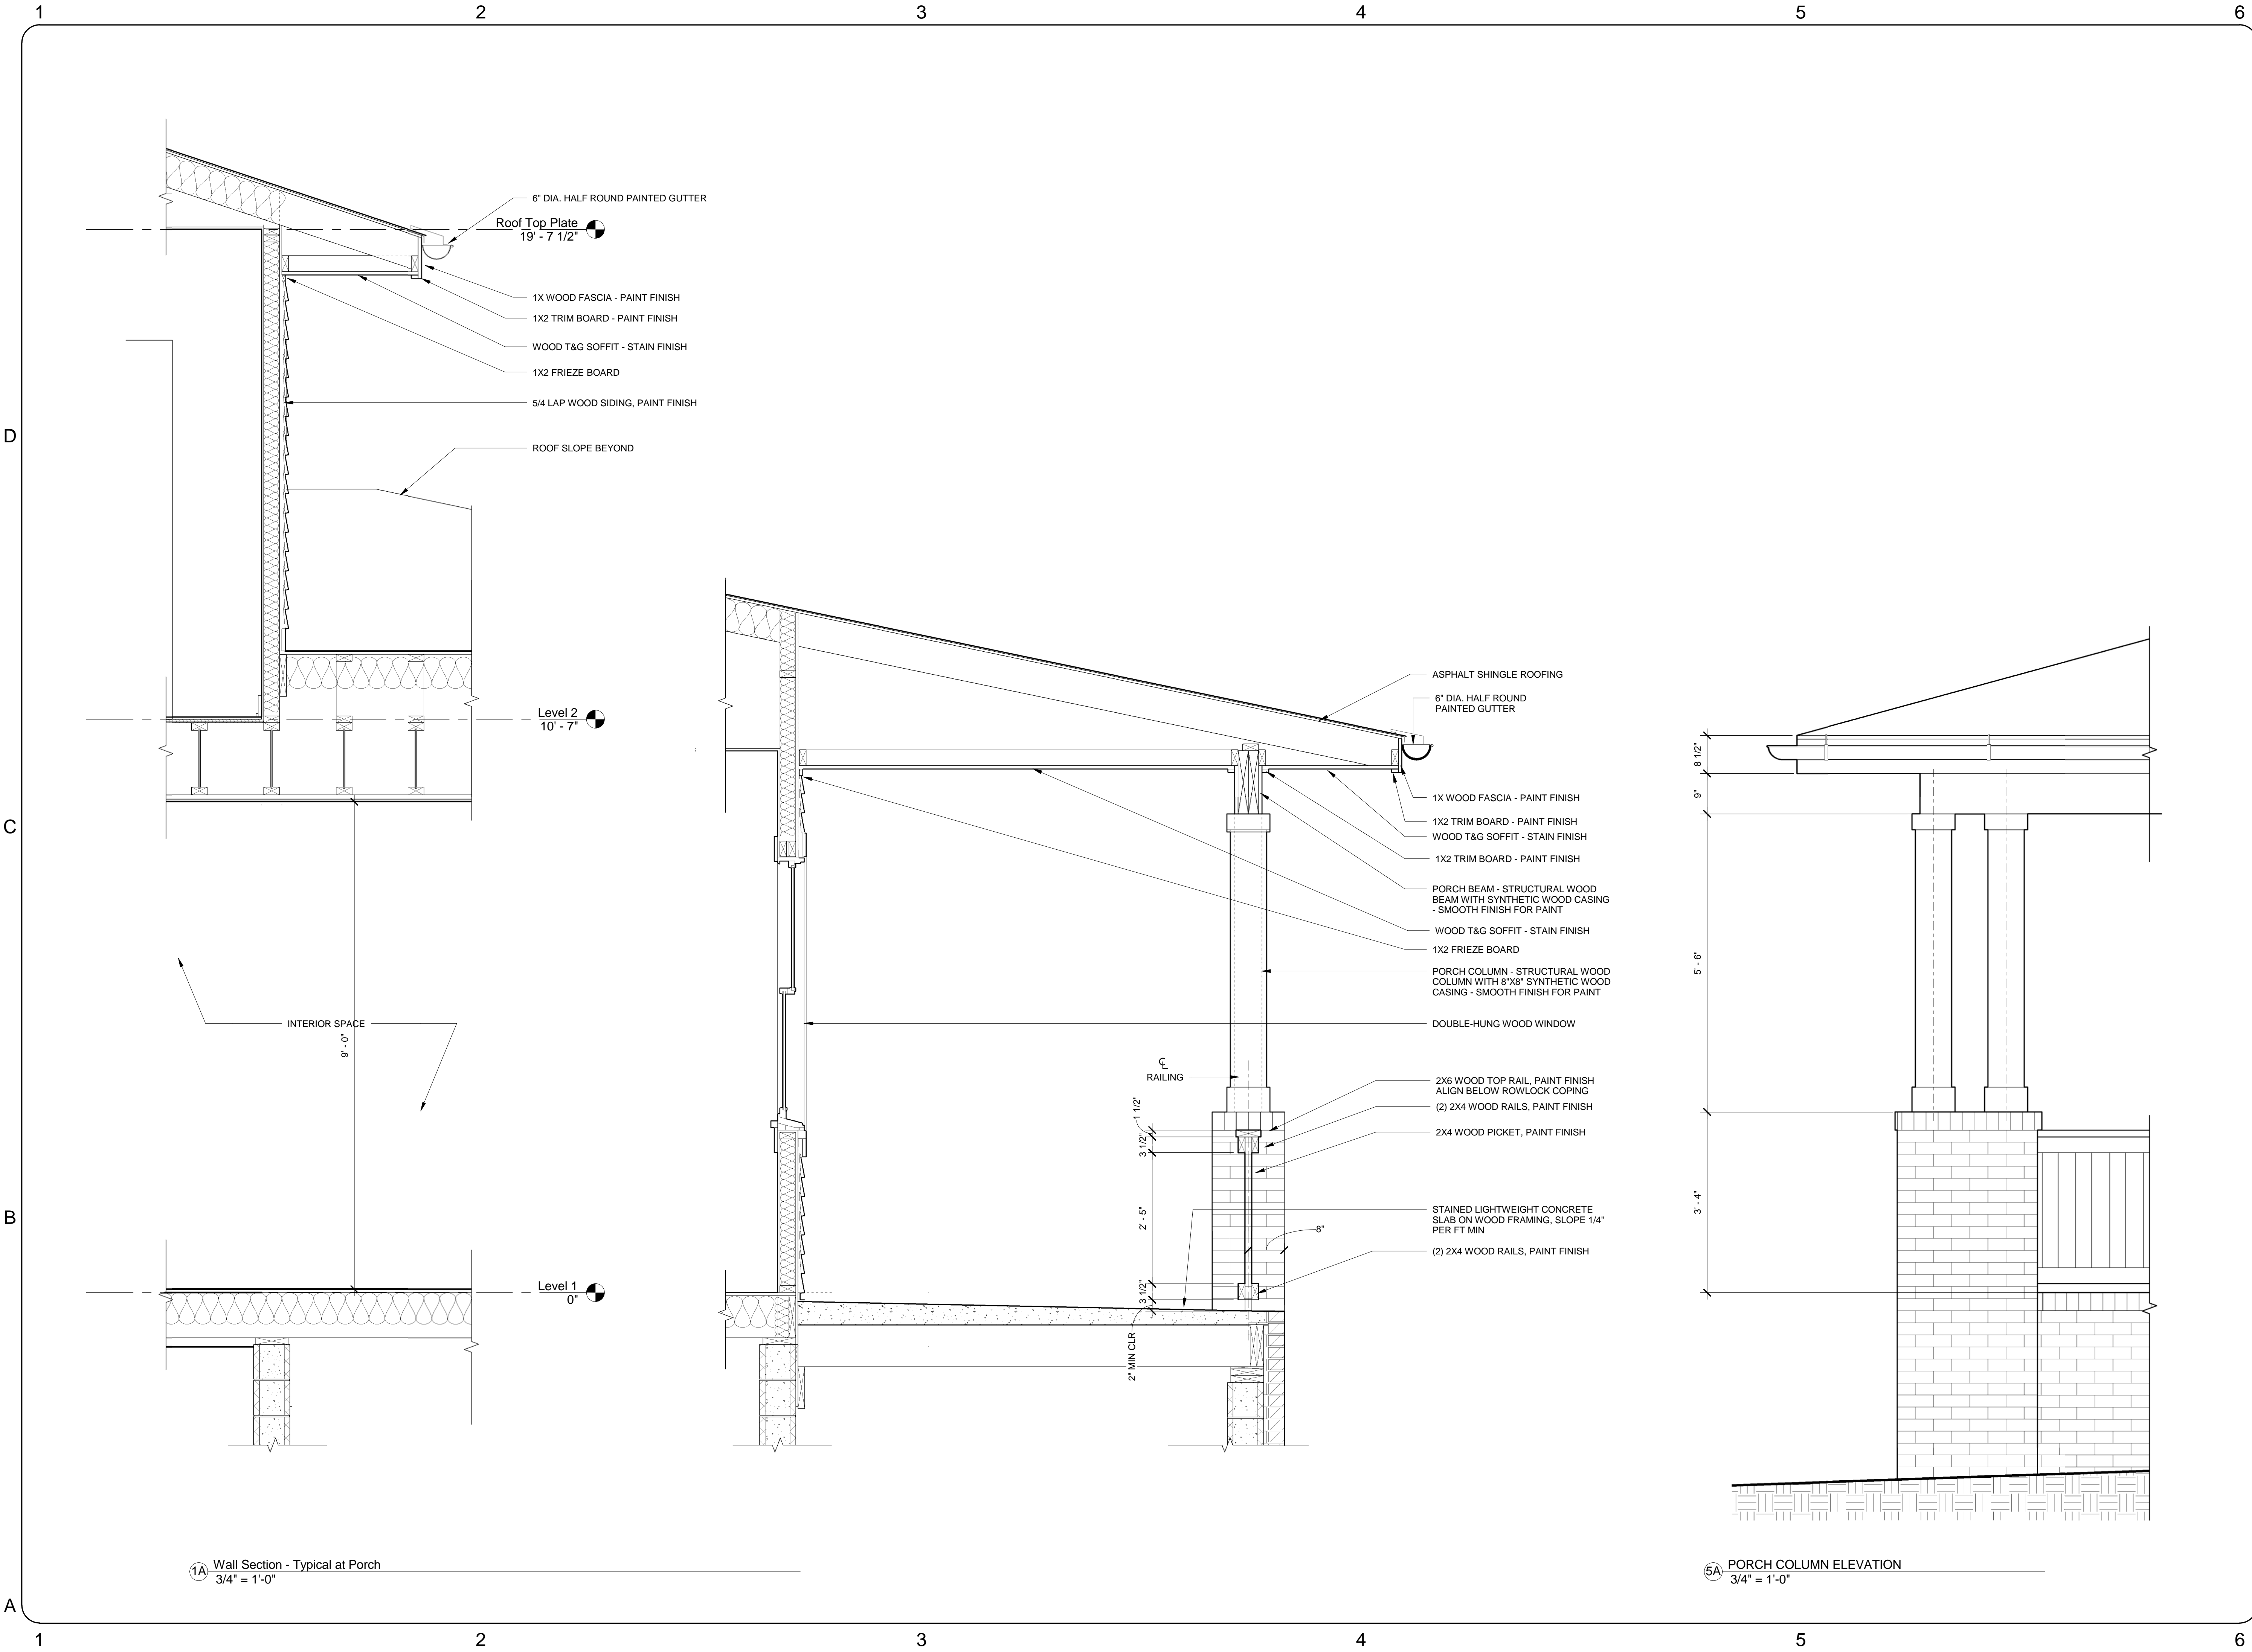 1 2 3 4 5 6
D
C
B
A
6" DIA. HALF ROUND PAINTED GUTTER
Roof Top Plate
19' - 7 1/2"
1X WOOD FASCIA - PAINT FINISH
1X2 TRIM BOARD - PAINT FINISH
WOOD T&G SOFFIT - STAIN FINISH
1X2 FRIEZE BOARD
5/4 LAP WOOD SIDING, PAINT FINISH
ROOF SLOPE BEYOND
Level 2
10' - 7"
INTERIOR SPACE
9' - 0"
Level 1
0"
ASPHALT SHINGLE ROOFING
6" DIA. HALF ROUND
PAINTED GUTTER
1X WOOD FASCIA - PAINT FINISH
1X2 TRIM BOARD - PAINT FINISH
WOOD T&G SOFFIT - STAIN FINISH
1X2 TRIM BOARD - PAINT FINISH
PORCH BEAM - STRUCTURAL WOOD
BEAM WITH SYNTHETIC WOOD CASING
- SMOOTH FINISH FOR PAINT
WOOD T&G SOFFIT - STAIN FINISH
1X2 FRIEZE BOARD
PORCH COLUMN - STRUCTURAL WOOD
COLUMN WITH 8"X8" SYNTHETIC WOOD
CASING - SMOOTH FINISH FOR PAINT
DOUBLE-HUNG WOOD WINDOW
CL
RAILING
2X6 WOOD TOP RAIL, PAINT FINISH
ALIGN BELOW ROWLOCK COPING
(2) 2X4 WOOD RAILS, PAINT FINISH
2X4 WOOD PICKET, PAINT FINISH
STAINED LIGHTWEIGHT CONCRETE
SLAB ON WOOD FRAMING, SLOPE 1/4"
PER FT MIN
(2) 2X4 WOOD RAILS, PAINT FINISH
1 1/2"
3 1/2"
2' - 5"
8"
3 1/2"
2" MIN CLR
8 1/2"
9"
5' - 6"
3' - 4"
1A Wall Section - Typical at Porch
3/4" = 1'-0"
5A PORCH COLUMN ELEVATION
3/4" = 1'-0"
1 2 3 4 5 6